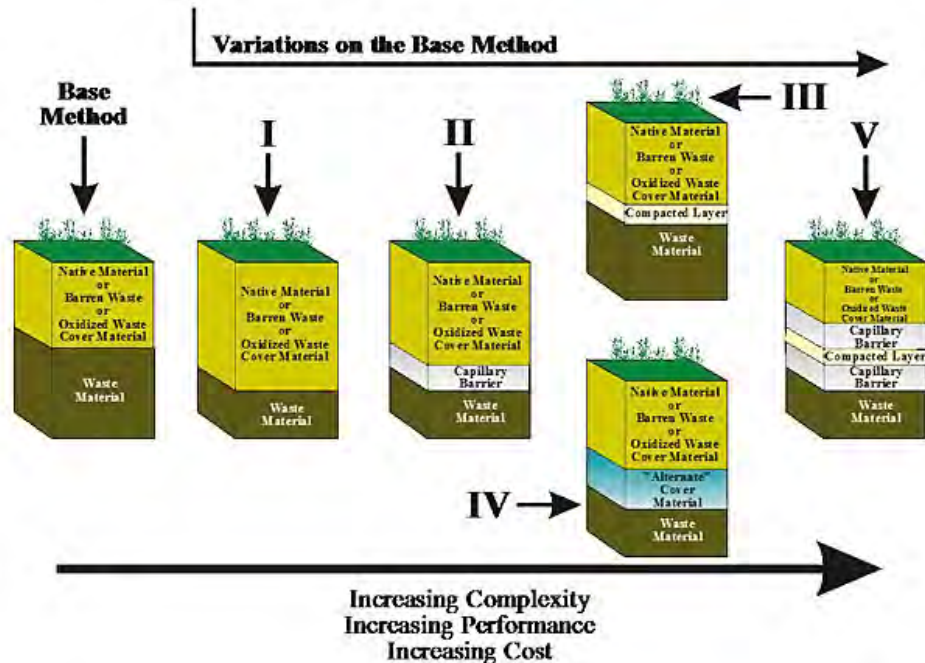 Variations on the Base Method
Base
Method
I
II
III
V
Native Material
or
Barren Waste
or
Oxidized Waste
Cover Material
Waste
Material
Native Material
or
Barren Waste
or
Oxidized Waste
Cover Material
Waste
Material
Native Material
or
Barren Waste
or
Oxidized Waste
Cover Material
Capillary
Barrier
Waste
Material
Native Material
or
Barren Waste
or
Oxidized Waste
Cover Material
Compacted Layer
Waste
Material
Native Material
or
Barren Waste
or
Oxidized Waste
Cover Material
Capillary
Barrier
Compacted Layer
Capillary
Barrier
Waste
Material
IV
Native Material
or
Barren Waste
or
Oxidized Waste
Cover Material
"Alternate"
Cover
Material
Waste
Material
Increasing Complexity
Increasing Performance
Increasing Cost